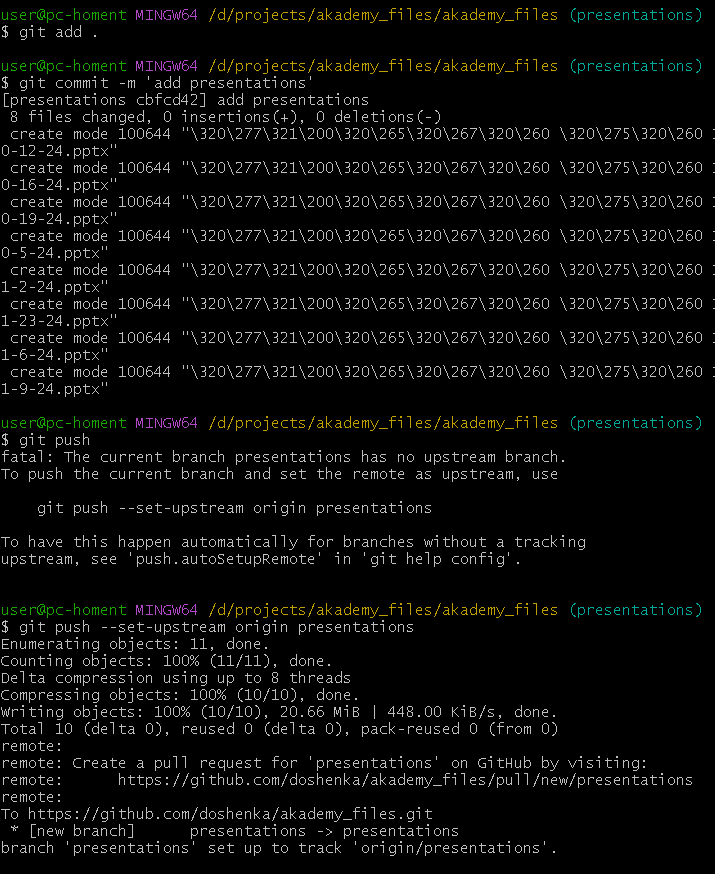 user@pc-homent MINGW64 /d/projects/akademy_files/akademy_files (presentations)
$ git add .
user@pc-homent MINGW64 /d/projects/akademy_files/akademy_files (presentations)
$ git commit -m 'add presentations'
[presentations cbfcd42] add presentations
 8 files changed, 0 insertions(+), 0 deletions(-)
 create mode 100644 "\320\277\321\200\320\265\320\267\320\260 \320\275\320\260 1
0-12-24.pptx"
 create mode 100644 "\320\277\321\200\320\265\320\267\320\260 \320\275\320\260 1
0-16-24.pptx"
 create mode 100644 "\320\277\321\200\320\265\320\267\320\260 \320\275\320\260 1
0-19-24.pptx"
 create mode 100644 "\320\277\321\200\320\265\320\267\320\260 \320\275\320\260 1
0-5-24.pptx"
 create mode 100644 "\320\277\321\200\320\265\320\267\320\260 \320\275\320\260 1
1-2-24.pptx"
 create mode 100644 "\320\277\321\200\320\265\320\267\320\260 \320\275\320\260 1
1-23-24.pptx"
 create mode 100644 "\320\277\321\200\320\265\320\267\320\260 \320\275\320\260 1
1-6-24.pptx"
 create mode 100644 "\320\277\321\200\320\265\320\267\320\260 \320\275\320\260 1
1-9-24.pptx"
user@pc-homent MINGW64 /d/projects/akademy_files/akademy_files (presentations)
$ git push
fatal: The current branch presentations has no upstream branch.
To push the current branch and set the remote as upstream, use
    git push --set-upstream origin presentations
To have this happen automatically for branches without a tracking
upstream, see 'push.autoSetupRemote' in 'git help config'.
user@pc-homent MINGW64 /d/projects/akademy_files/akademy_files (presentations)
$ git push --set-upstream origin presentations
Enumerating objects: 11, done.
Counting objects: 100% (11/11), done.
Delta compression using up to 8 threads
Compressing objects: 100% (10/10), done.
Writing objects: 100% (10/10), 20.66 MiB | 448.00 KiB/s, done.
Total 10 (delta 0), reused 0 (delta 0), pack-reused 0 (from 0)
remote:
remote: Create a pull request for 'presentations' on GitHub by visiting:
remote:      https://github.com/doshenka/akademy_files/pull/new/presentations
remote:
To https://github.com/doshenka/akademy_files.git
 * [new branch]      presentations -> presentations
branch 'presentations' set up to track 'origin/presentations'.